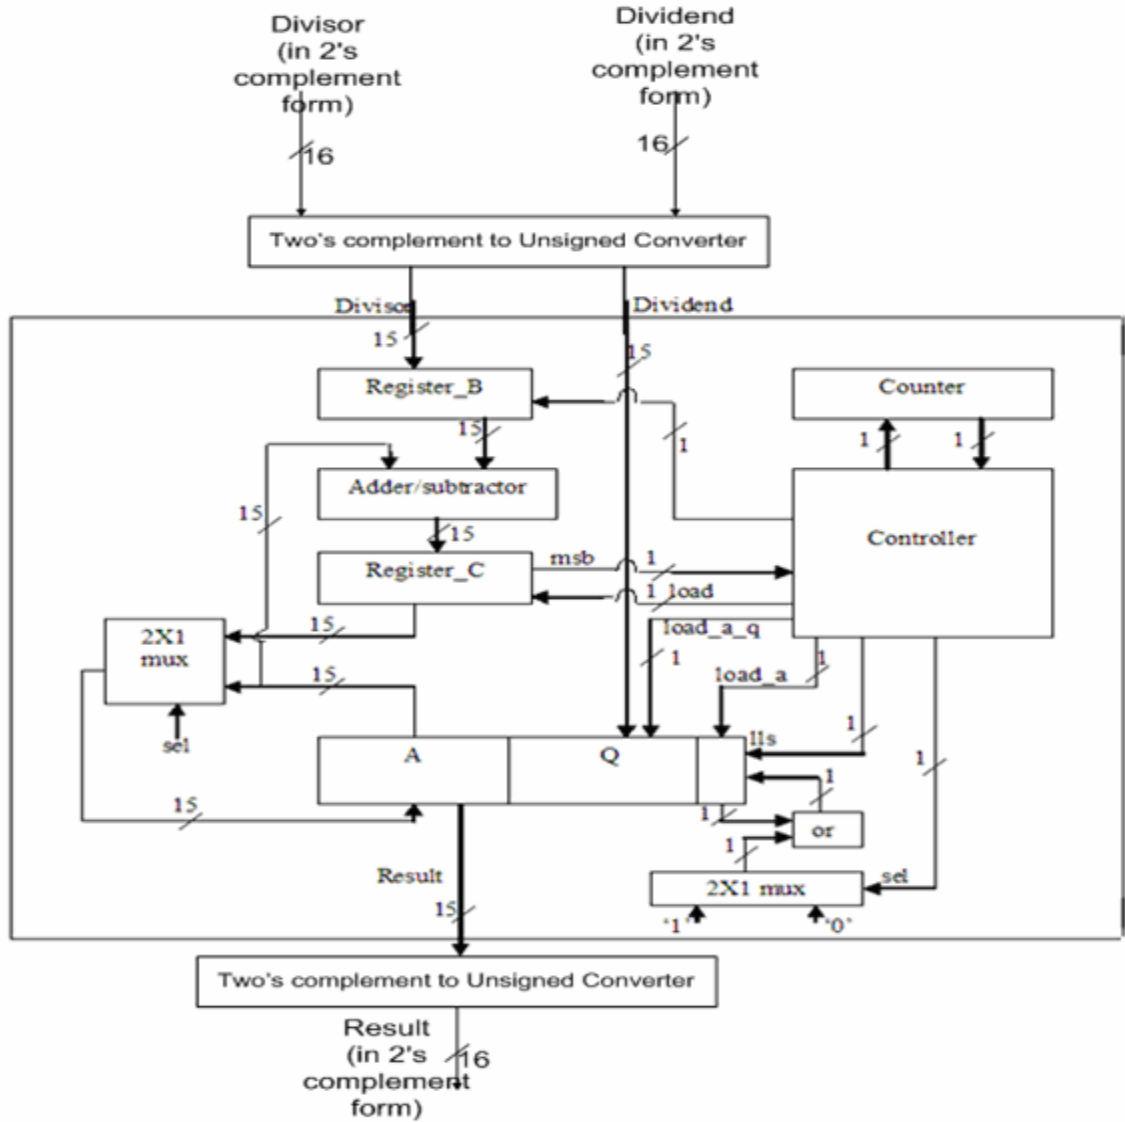 Divisor
(in 2's
complement
form)
16
Dividend
(in 2's
complement
form)
16
Two's complement to Unsigned Converter
Divisor
15
Dividend
15
Register_B
15
1
Counter
1
1
Adder/subtractor
15
15
Controller
Register_C
msb
1
1
load
load_a_q
1
load_a
1
2X1
mux
15
15
sel
A
Q
lls
1
1
1
1
or
1
15
Result
15
2X1 mux
sel
'1'
'0'
Two's complement to Unsigned Converter
Result
(in 2's
complement
form)
16